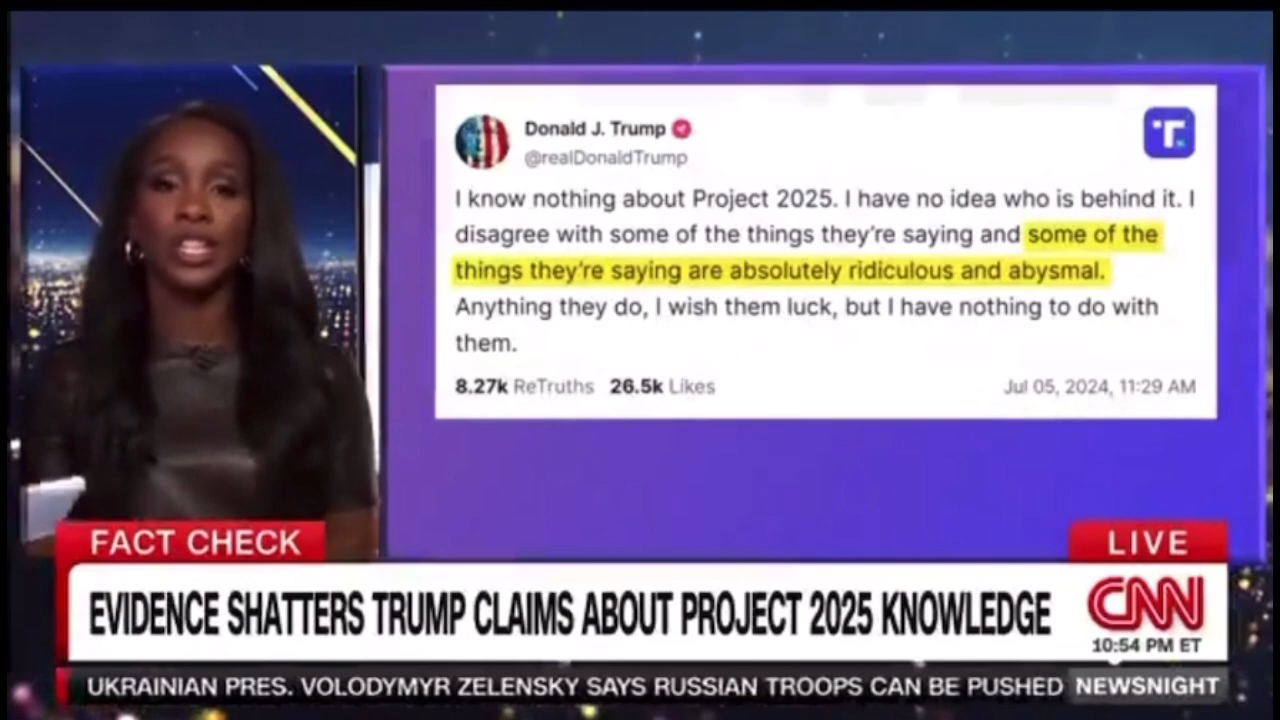 Donald J. Trump
@realDonaldTrump
I know nothing about Project 2025. I have no idea who is behind it. I
disagree with some of the things they're saying and some of the
things they're saying are absolutely ridiculous and abysmal.
Anything they do, I wish them luck, but I have nothing to do with
them.
8.27k ReTruths 26.5k Likes
Jul 05, 2024, 11:29 AM
FACT CHECK
LIVE
EVIDENCE SHATTERS TRUMP CLAIMS ABOUT PROJECT 2025 KNOWLEDGE
CNN
10:54 PM ET
UKRAINIAN PRES. VOLODYMYR ZELENSKY SAYS RUSSIAN TROOPS CAN BE PUSHED
NEWSNIGHT